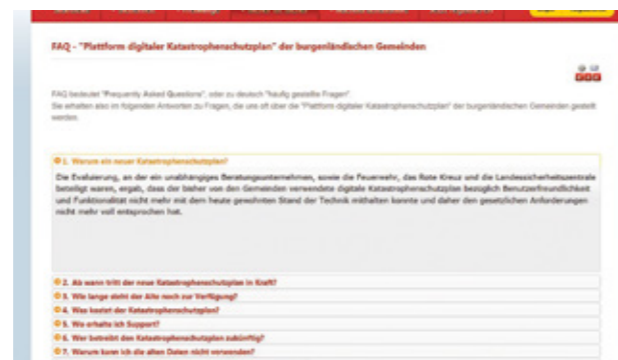 FAQ - "Plattform digitaler Katastrophenschutzplan" der burgenländischen Gemeinden
FAQ bedeutet "Frequently Asked Questions", oder zu deutsch "häufig gestellte Fragen".
Sie erhalten also im folgenden Antworten zu Fragen, die uns oft über die "Plattform digitaler Katastrophenschutzplan" der burgenländischen Gemeinden gestellt
werden.
1. Warum ein neuer Katastrophenschutzplan?
Die Evaluierung, an der ein unabhängiges Beratungsunternehmen, sowie die Feuerwehr, das Rote Kreuz und die Landessicherheitszentrale
beteiligt waren, ergab, dass der bisher von den Gemeinden verwendete digitale Katastrophenschutzplan bezüglich Benutzerfreundlichkeit
und Funktionalität nicht mehr mit dem heute gewohnten Stand der Technik mithalten konnte und daher den gesetzlichen Anforderungen
nicht mehr voll entsprochen hat.
2. Ab wann tritt der neue Katastrophenschutzplan in Kraft?
3. Wie lange steht der Alte noch zur Verfügung?
4. Was kostet der Katastrophenschutzplan?
5. Wo erhalte ich Support?
6. Wer betreibt den Katastrophenschutzplan zukünftig?
7. Warum kann ich die alten Daten nicht verwenden?